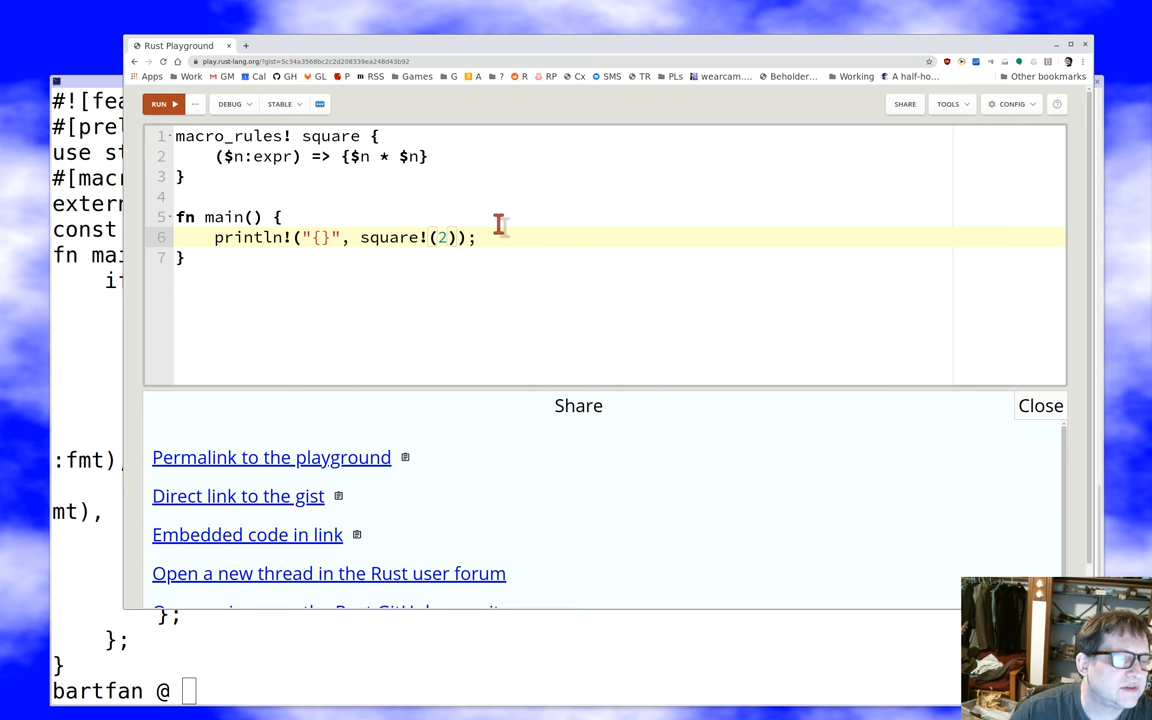 Rust Playground
play.rust-lang.org/?gist=5c34a3568bc2c2d208339ea248d43b92
Apps Work GM Cal GH GL P RSS Games G A ? R RP Cx SMS TR PLs wearcam.... Beholder... Working A half-ho... Other bookmarks
RUN ... DEBUG STABLE SHARE TOOLS CONFIG
1 macro_rules! square {
2 ($n:expr) => {$n * $n}
3 }
4
5 fn main() {
6 println!("{}", square!(2));
7 }
Share
Close
Permalink to the playground
Direct link to the gist
Embedded code in link
Open a new thread in the Rust user forum
#![fea
#[prel
use st
#[macr
extern
const
fn mai
if
:fmt),
mt),
};
};
}
bartfan @